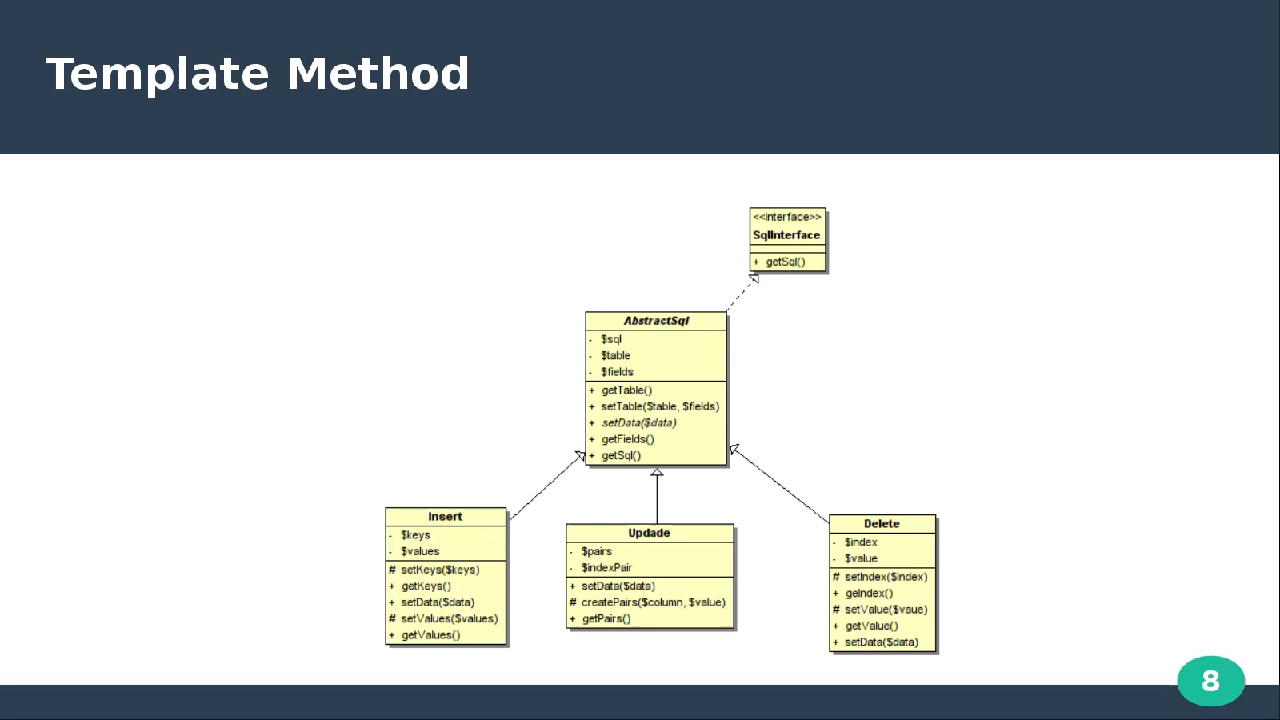 Template Method
<<interface>>
SqlInterface
+ getSql()
AbstractSql
- $sql
- $table
- $fields
+ getTable()
+ setTable($table, $fields)
+ setData($data)
+ getFields()
+ getSql()
Insert
- $keys
- $values
# setKeys($keys)
+ getKeys()
+ setData($data)
# setValues($values)
+ getValues()
Updade
- $pairs
- $indexPair
+ setData($data)
# createPairs($column, $value)
+ getPairs()
Delete
- $index
- $value
# setIndex($index)
+ geIndex()
# setValue($vaue)
+ getValue()
+ setData($data)
8